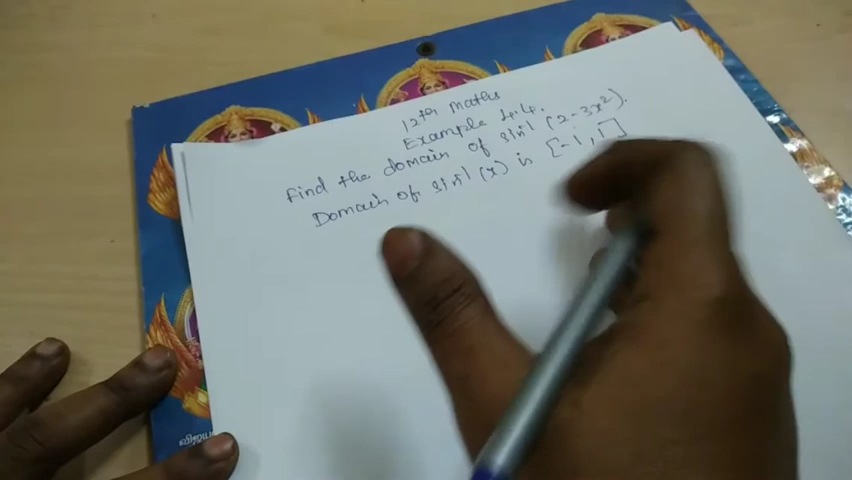 12th Maths
Example 4.4.
Find the domain of sin⁻¹ (2-3x²).
Domain of sin⁻¹ (x) is [-1, 1]
விஜய